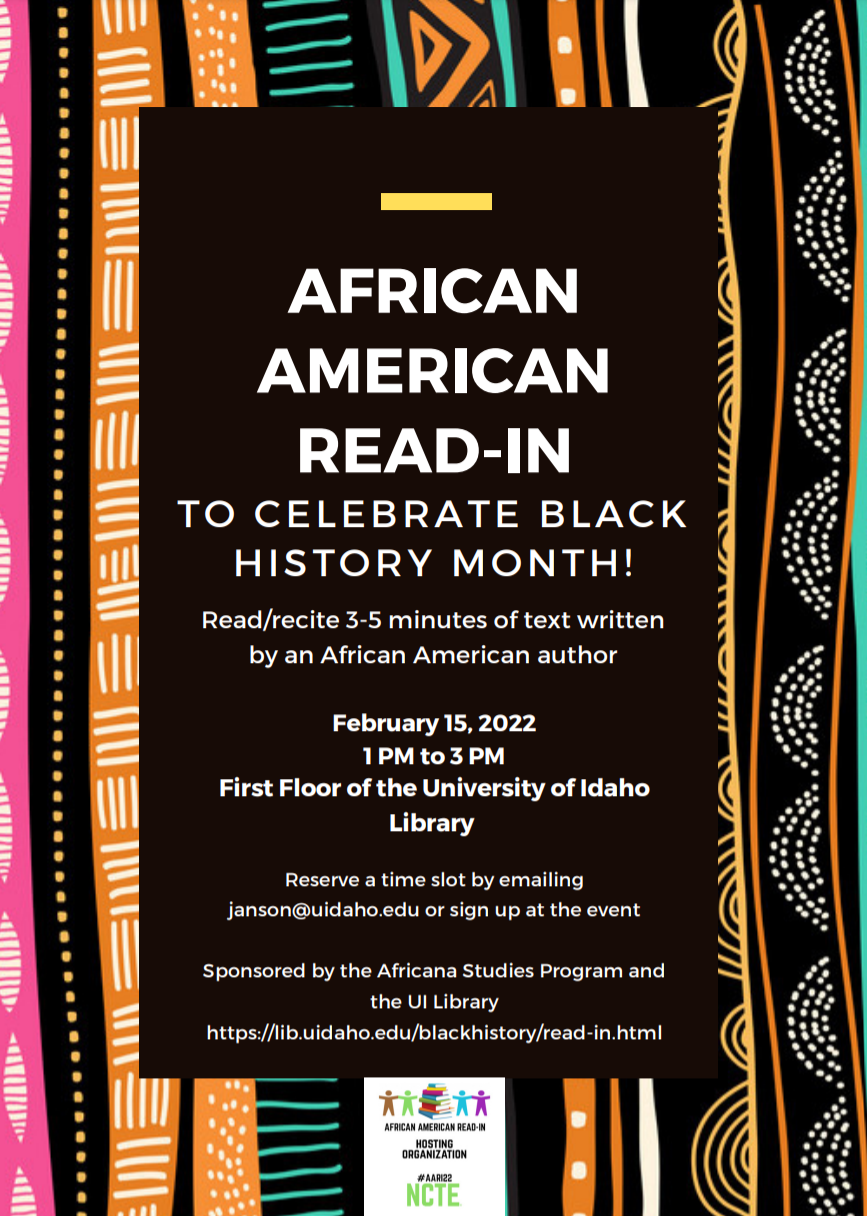 AFRICAN
AMERICAN
READ-IN
TO CELEBRATE BLACK
HISTORY MONTH!
Read/recite 3-5 minutes of text written
by an African American author
February 15, 2022
1 PM to 3 PM
First Floor of the University of Idaho
Library
Reserve a time slot by emailing
janson@uidaho.edu or sign up at the event
Sponsored by the Africana Studies Program and
the UI Library
https://lib.uidaho.edu/blackhistory/read-in.html
AFRICAN AMERICAN READ-IN
HOSTING
ORGANIZATION
#AARI22
NCTE